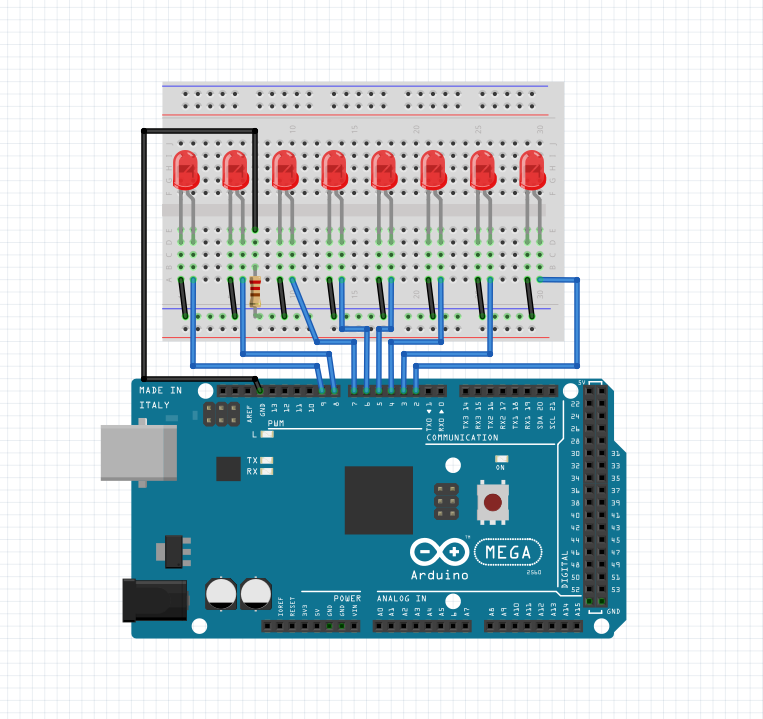 10 15 20 25 30
J
I
H
G
F
E
D
C
B
A
10 15 30
MADE IN
ITALY
AREF
GND
13
12
11
10
9
8
7
6
5
4
3
2
TX0 ◄ 1
RX0 ► 0
TX3 14
RX3 15
TX2 16
RX2 17
TX1 18
RX1 19
SDA 20
SCL 21
PWM
COMMUNICATION
5V
22
24
26
28
30 31
32 33
34 35
36 37
38 39
40 41
42 43
44 45
46 47
48 49
50 51
52 53
GND
DIGITAL
L
TX
RX
ON
TM
MEGA
2560
Arduino
POWER
ANALOG IN
IOREF
RESET
3V3
5V
GND
GND
VIN
A0
A1
A2
A3
A4
A5
A6
A7
A8
A9
A10
A11
A12
A13
A14
A15